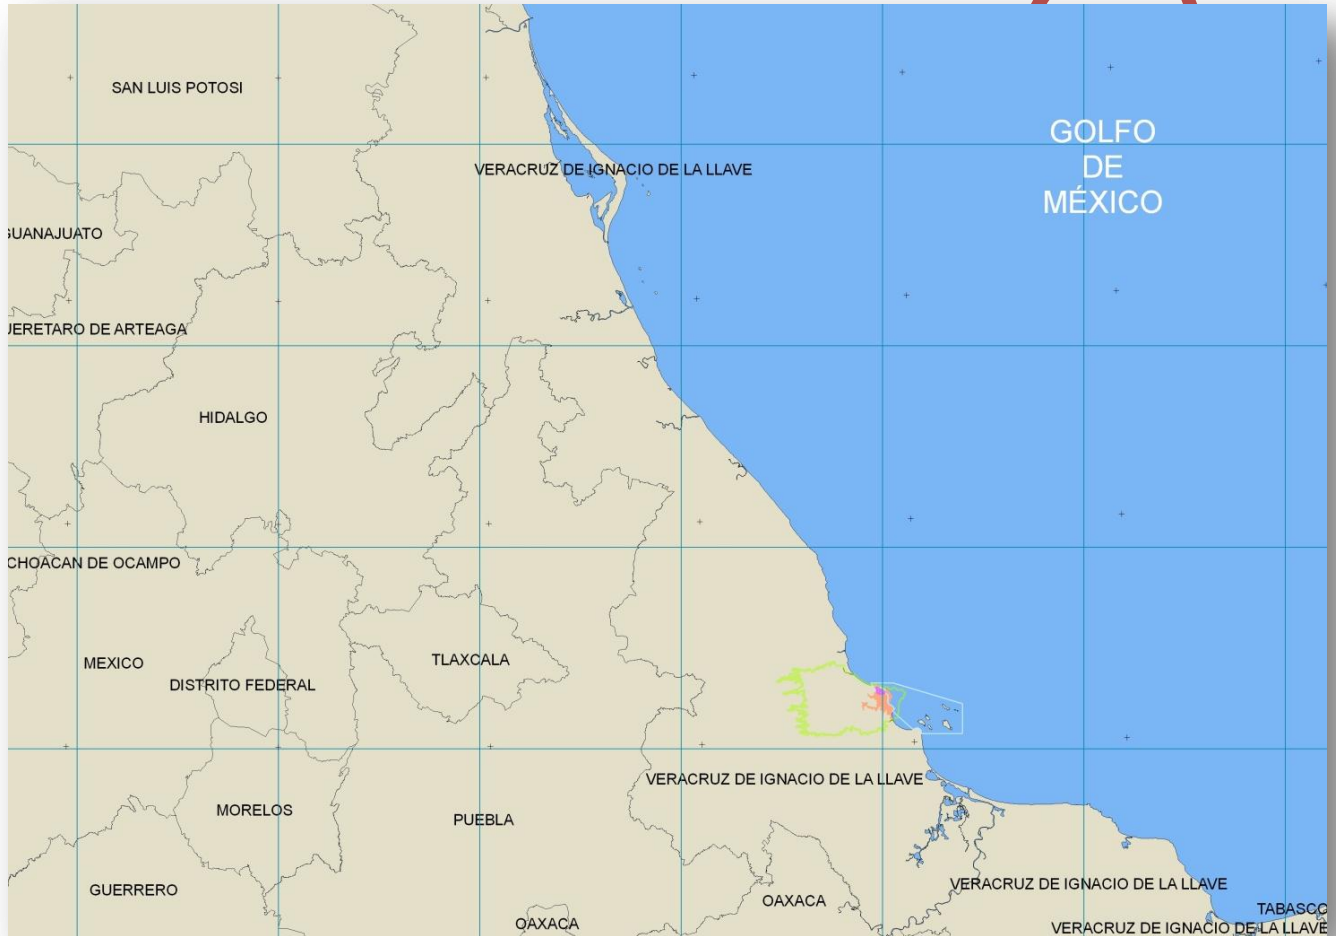 SAN LUIS POTOSI
GOLFO
DE
MÉXICO
VERACRUZ DE IGNACIO DE LA LLAVE
GUANAJUATO
UERETARO DE ARTEAGA
HIDALGO
CHOACAN DE OCAMPO
MEXICO
TLAXCALA
DISTRITO FEDERAL
VERACRUZ DE IGNACIO DE LA LLAVE
MORELOS
PUEBLA
GUERRERO
VERACRUZ DE IGNACIO DE LA LLAVE
OAXACA
TABASCO
OAXACA
VERACRUZ DE IGNACIO DE LA LLAVE